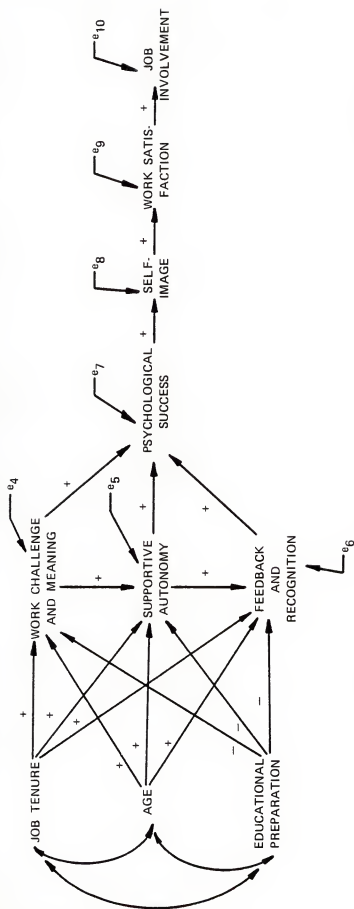 JOB TENURE
AGE
EDUCATIONAL
PREPARATION
+
+
+
+
+
+
–
–
–
e4
WORK CHALLENGE
AND MEANING
+
e5
SUPPORTIVE
AUTONOMY
+
FEEDBACK
AND
RECOGNITION
e6
+
+
+
e7
PSYCHOLOGICAL
SUCCESS
+
e8
SELF-
IMAGE
+
e9
WORK SATIS-
FACTION
+
e10
JOB
INVOLVEMENT